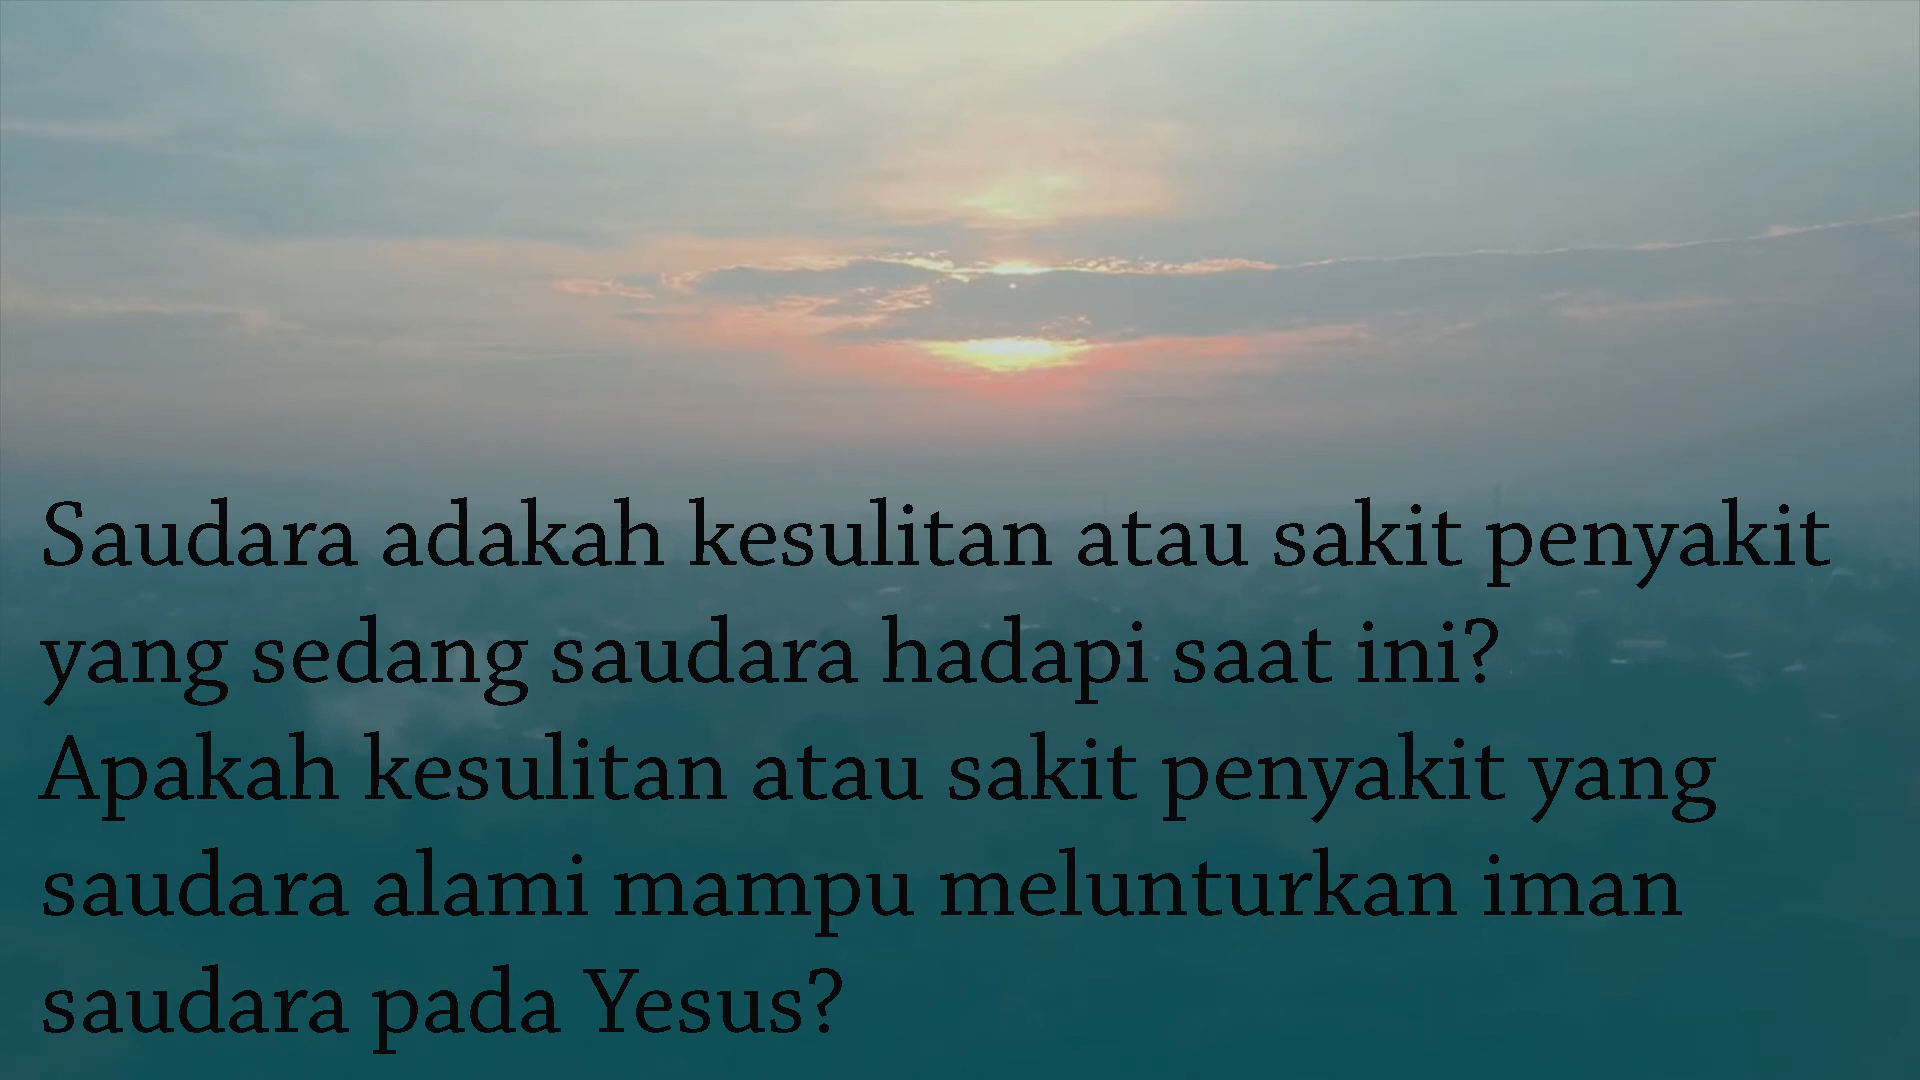 Saudara adakah kesulitan atau sakit penyakit
yang sedang saudara hadapi saat ini?
Apakah kesulitan atau sakit penyakit yang
saudara alami mampu melunturkan iman
saudara pada Yesus?